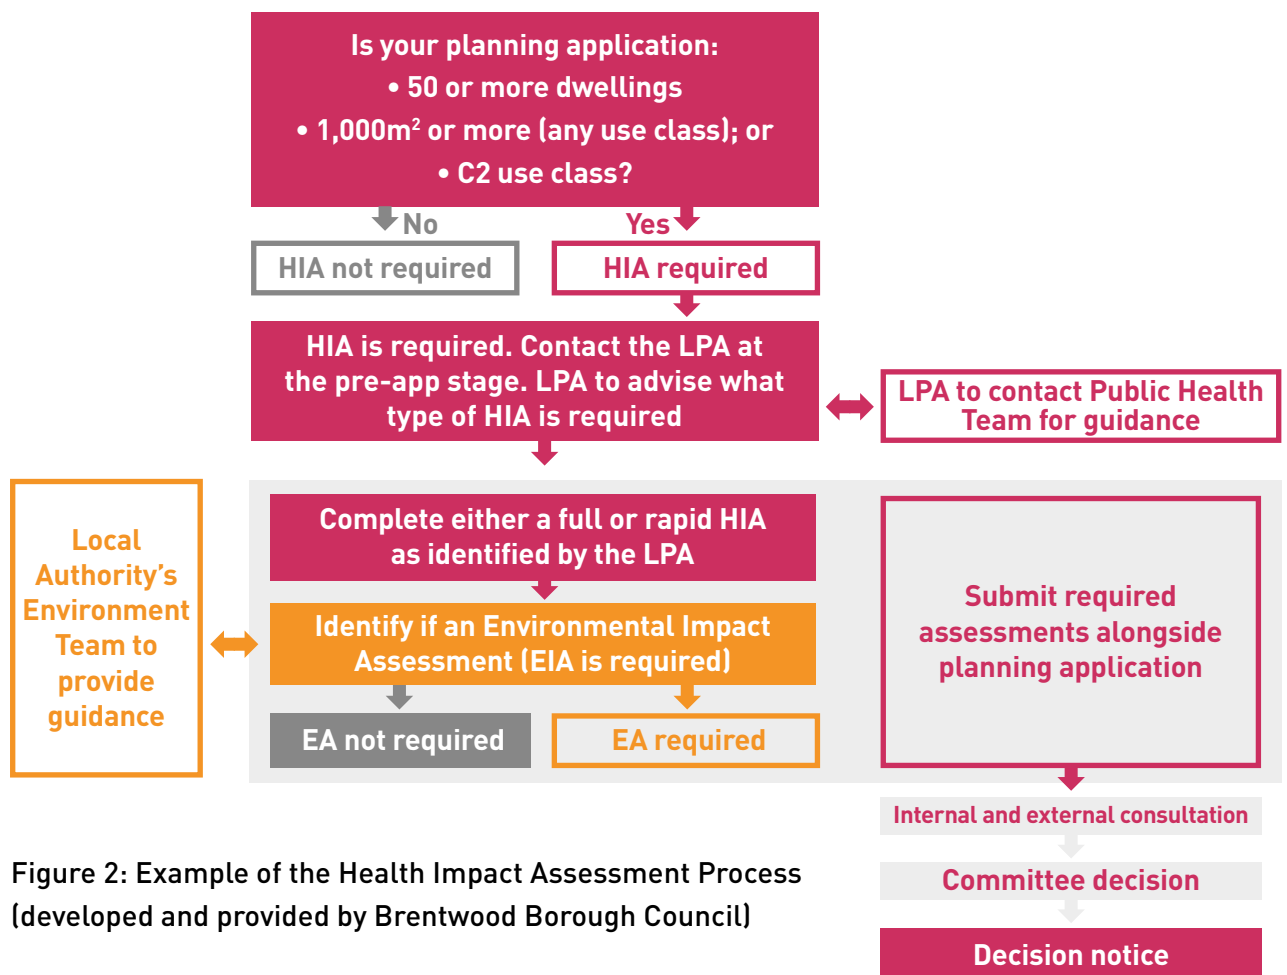 Is your planning application:
• 50 or more dwellings
• 1,000m² or more (any use class); or
• C2 use class?
No
Yes
HIA not required
HIA required
HIA is required. Contact the LPA at
the pre-app stage. LPA to advise what
type of HIA is required
LPA to contact Public Health
Team for guidance
Local
Authority's
Environment
Team to
provide
guidance
Complete either a full or rapid HIA
as identified by the LPA
Identify if an Environmental Impact
Assessment (EIA is required)
EA not required
EA required
Submit required
assessments alongside
planning application
Internal and external consultation
Committee decision
Decision notice
Figure 2: Example of the Health Impact Assessment Process
(developed and provided by Brentwood Borough Council)